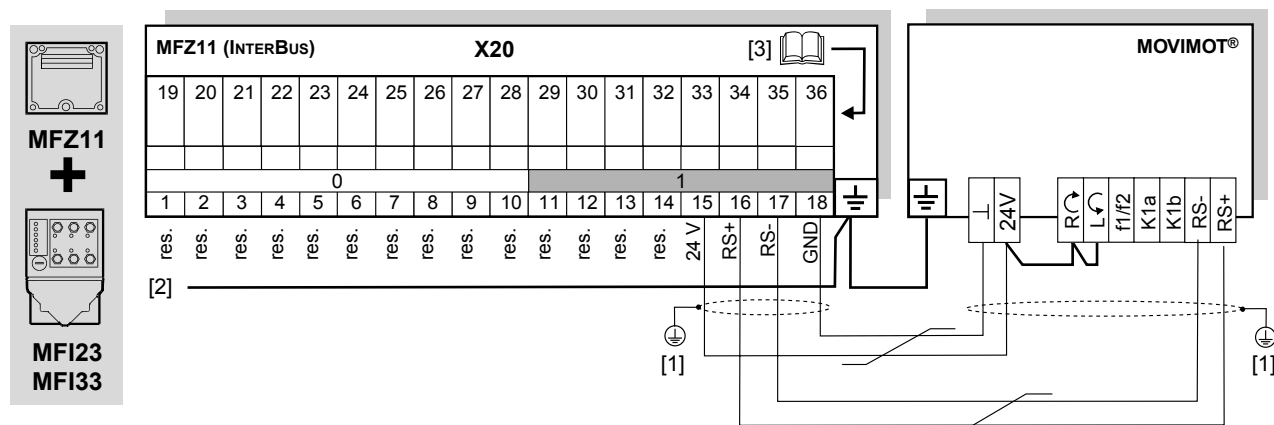 MFZ11 (INTERBUS) X20 [3]
MOVIMOT®
19 20 21 22 23 24 25 26 27 28 29 30 31 32 33 34 35 36
0 1
1 2 3 4 5 6 7 8 9 10 11 12 13 14 15 16 17 18
res. res. res. res. res. res. res. res. res. res. res. res. res. res. 24 V RS+ RS- GND
⊥ 24V R L f1/f2 K1a K1b RS- RS+
[2]
[1] [1]
MFZ11
+
MFI23
MFI33